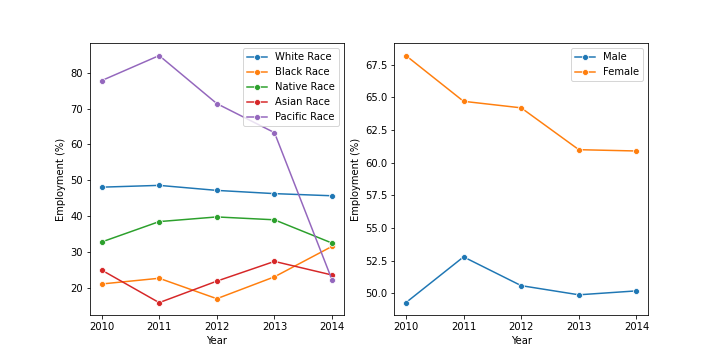 80
70
60
50
40
30
20
Employment (%)
2010 2011 2012 2013 2014
Year
White Race
Black Race
Native Race
Asian Race
Pacific Race
67.5
65.0
62.5
60.0
57.5
55.0
52.5
50.0
Employment (%)
2010 2011 2012 2013 2014
Year
Male
Female